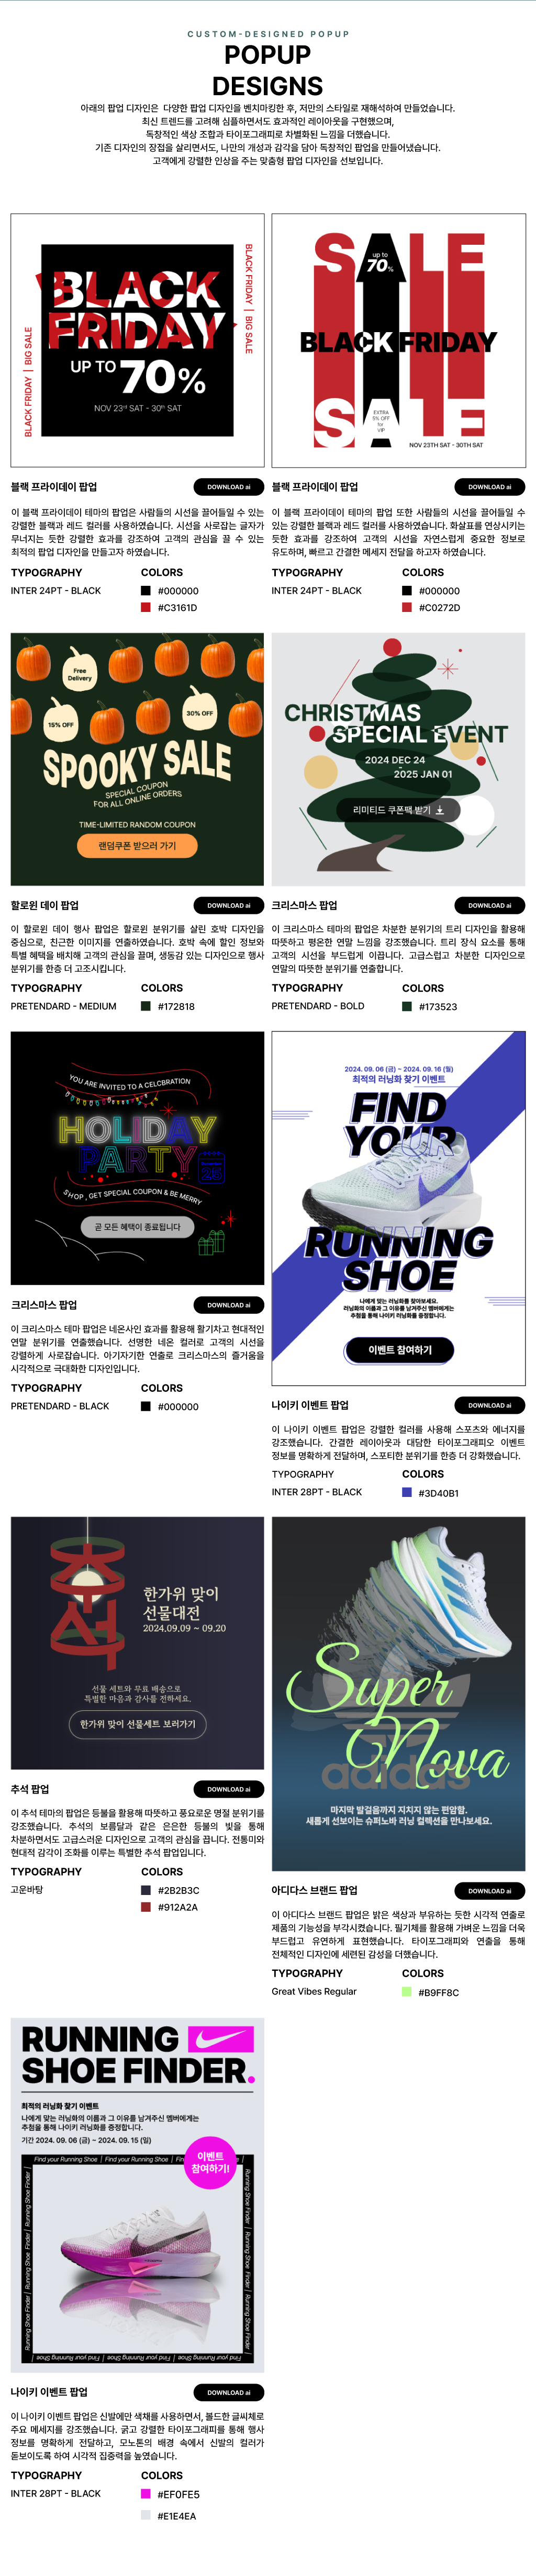 CUSTOM-DESIGNED POPUP
POPUP
DESIGNS
아래의 팝업 디자인은 다양한 팝업 디자인을 벤치마킹한 후, 저만의 스타일로 재해석하여 만들었습니다.
최신 트렌드를 고려해 심플하면서도 효과적인 레이아웃을 구현했으며,
독창적인 색상 조합과 타이포그래피로 차별화된 느낌을 더했습니다.
기존 디자인의 장점을 살리면서도, 나만의 개성과 감각을 담아 독창적인 팝업을 만들어냈습니다.
고객에게 강렬한 인상을 주는 맞춤형 팝업 디자인을 선보입니다.
BLACK
FRIDAY
UP TO 70%
NOV 23rd SAT - 30th SAT
BLACK FRIDAY | BIG SALE
BLACK FRIDAY | BIG SALE
SALE
up to
70%
BLACK FRIDAY
SALE
EXTRA
5% OFF
for
VIP
NOV 23TH SAT - 30TH SAT
블랙 프라이데이 팝업
DOWNLOAD ai
이 블랙 프라이데이 테마의 팝업은 사람들의 시선을 끌어들일 수 있는
강렬한 블랙과 레드 컬러를 사용하였습니다. 시선을 사로잡는 글자가
무너지는 듯한 강렬한 효과를 강조하여 고객의 관심을 끌 수 있는
최적의 팝업 디자인을 만들고자 하였습니다.
TYPOGRAPHY
COLORS
INTER 24PT - BLACK
#000000
#C3161D
블랙 프라이데이 팝업
DOWNLOAD ai
이 블랙 프라이데이 테마의 팝업 또한 사람들의 시선을 끌어들일 수
있는 강렬한 블랙과 레드 컬러를 사용하였습니다. 화살표를 연상시키는
듯한 효과를 강조하여 고객의 시선을 자연스럽게 중요한 정보로
유도하며, 빠르고 간결한 메세지 전달을 하고자 하였습니다.
TYPOGRAPHY
COLORS
INTER 24PT - BLACK
#000000
#C0272D
Free
Delivery
15% OFF
30% OFF
SPOOKY SALE
SPECIAL COUPON
FOR ALL ONLINE ORDERS
TIME-LIMITED RANDOM COUPON
랜덤쿠폰 받으러 가기
CHRISTMAS
SPECIAL EVENT
2024 DEC 24
-
2025 JAN 01
리미티드 쿠폰팩 받기
할로윈 데이 팝업
DOWNLOAD ai
이 할로윈 데이 행사 팝업은 할로윈 분위기를 살린 호박 디자인을
중심으로, 친근한 이미지를 연출하였습니다. 호박 속에 할인 정보와
특별 혜택을 배치해 고객의 관심을 끌며, 생동감 있는 디자인으로 행사
분위기를 한층 더 고조시킵니다.
TYPOGRAPHY
COLORS
PRETENDARD - MEDIUM
#172818
크리스마스 팝업
DOWNLOAD ai
이 크리스마스 테마의 팝업은 차분한 분위기의 트리 디자인을 활용해
따뜻하고 평온한 연말 느낌을 강조했습니다. 트리 장식 요소를 통해
고객의 시선을 부드럽게 이끕니다. 고급스럽고 차분한 디자인으로
연말의 따뜻한 분위기를 연출합니다.
TYPOGRAPHY
COLORS
PRETENDARD - BOLD
#173523
YOU ARE INVITED TO A CELCBRATION
HOLIDAY
PARTY
SHOP , GET SPECIAL COUPON & BE MERRY
곧 모든 혜택이 종료됩니다
2024. 09. 06 (금) ~ 2024. 09. 16 (월)
최적의 러닝화 찾기 이벤트
FIND
YOUR
RUNNING
SHOE
나에게 맞는 러닝화를 찾아보세요.
러닝화의 이름과 그 이유를 남겨주신 멤버에게는
추첨을 통해 나이키 러닝화를 증정합니다.
이벤트 참여하기
크리스마스 팝업
DOWNLOAD ai
이 크리스마스 테마 팝업은 네온사인 효과를 활용해 활기차고 현대적인
연말 분위기를 연출했습니다. 선명한 네온 컬러로 고객의 시선을
강렬하게 사로잡습니다. 아기자기한 연출로 크리스마스의 즐거움을
시각적으로 극대화한 디자인입니다.
TYPOGRAPHY
COLORS
PRETENDARD - BLACK
#000000
나이키 이벤트 팝업
DOWNLOAD ai
이 나이키 이벤트 팝업은 강렬한 컬러를 사용해 스포츠와 에너지를
강조했습니다. 간결한 레이아웃과 대담한 타이포그래피오 이벤트
정보를 명확하게 전달하며, 스포티한 분위기를 한층 더 강화했습니다.
TYPOGRAPHY
COLORS
INTER 28PT - BLACK
#3D40B1
추석
한가위 맞이
선물대전
2024.09.09 ~ 09.20
선물 세트와 무료 배송으로
특별한 마음과 감사를 전하세요.
한가위 맞이 선물세트 보러가기
Super
Nova
adidas
마지막 발걸음까지 지치지 않는 편안함.
새롭게 선보이는 슈퍼노바 러닝 컬렉션을 만나보세요.
추석 팝업
DOWNLOAD ai
이 추석 테마의 팝업은 등불을 활용해 따뜻하고 풍요로운 명절 분위기를
강조했습니다. 추석의 보름달과 같은 은은한 등불의 빛을 통해
차분하면서도 고급스러운 디자인으로 고객의 관심을 끕니다. 전통미와
현대적 감각이 조화를 이루는 특별한 추석 팝업입니다.
TYPOGRAPHY
COLORS
고운바탕
#2B2B3C
#912A2A
아디다스 브랜드 팝업
DOWNLOAD ai
이 아디다스 브랜드 팝업은 밝은 색상과 부유하는 듯한 시각적 연출로
제품의 기능성을 부각시켰습니다. 필기체를 활용해 가벼운 느낌을 더욱
부드럽고 유연하게 표현했습니다. 타이포그래피와 연출을 통해
전체적인 디자인에 세련된 감성을 더했습니다.
TYPOGRAPHY
COLORS
Great Vibes Regular
#B9FF8C
RUNNING
SHOE FINDER.
최적의 러닝화 찾기 이벤트
나에게 맞는 러닝화의 이름과 그 이유를 남겨주신 멤버에게는
추첨을 통해 나이키 러닝화를 증정합니다.
기간 2024. 09. 06 (금) ~ 2024. 09. 15 (일)
이벤트
참여하기!
Find your Running Shoe | Find your Running Shoe | Fin
Running Shoe Finder | Running Shoe Finder | Running Shoe Finder |
Running Shoe Finder | Running Shoe Finder | Running Shoe Finder |
Find your Running Shoe | Find your Running Shoe | Find your Running Shoe |
나이키 이벤트 팝업
DOWNLOAD ai
이 나이키 이벤트 팝업은 신발에만 색채를 사용하면서, 볼드한 글씨체로
주요 메세지를 강조했습니다. 굵고 강렬한 타이포그래피를 통해 행사
정보를 명확하게 전달하고, 모노톤의 배경 속에서 신발의 컬러가
돋보이도록 하여 시각적 집중력을 높였습니다.
TYPOGRAPHY
COLORS
INTER 28PT - BLACK
#EF0FE5
#E1E4EA